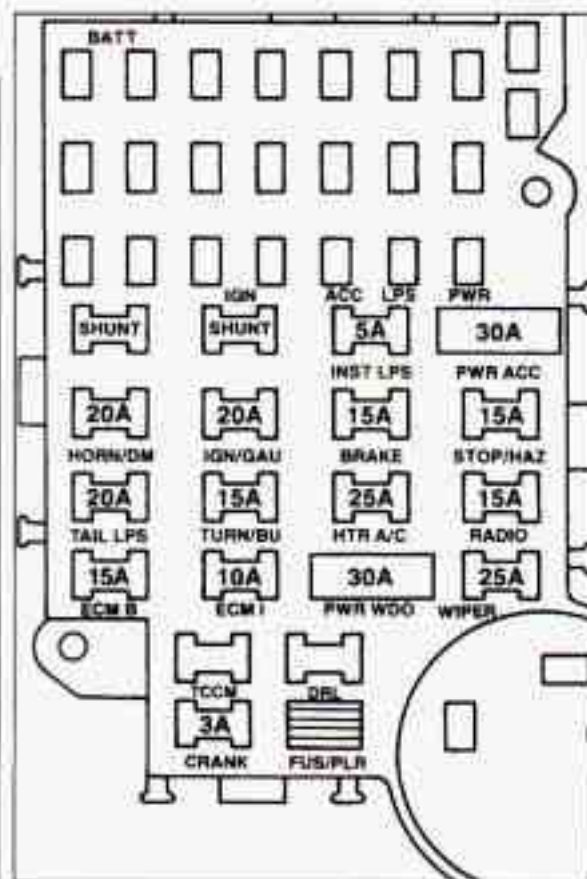 BATT
IGN ACC LPS PWR
SHUNT SHUNT 5A 30A
INST LPS PWR ACC
20A 20A 15A 15A
HORN/DM IGN/GAU BRAKE STOP/HAZ
20A 15A 25A 15A
TAIL LPS TURN/BU HTR A/C RADIO
15A 10A 30A 25A
ECM B ECM I PWR WDO WIPER
TCCM DRL
3A
CRANK FUS/PLR